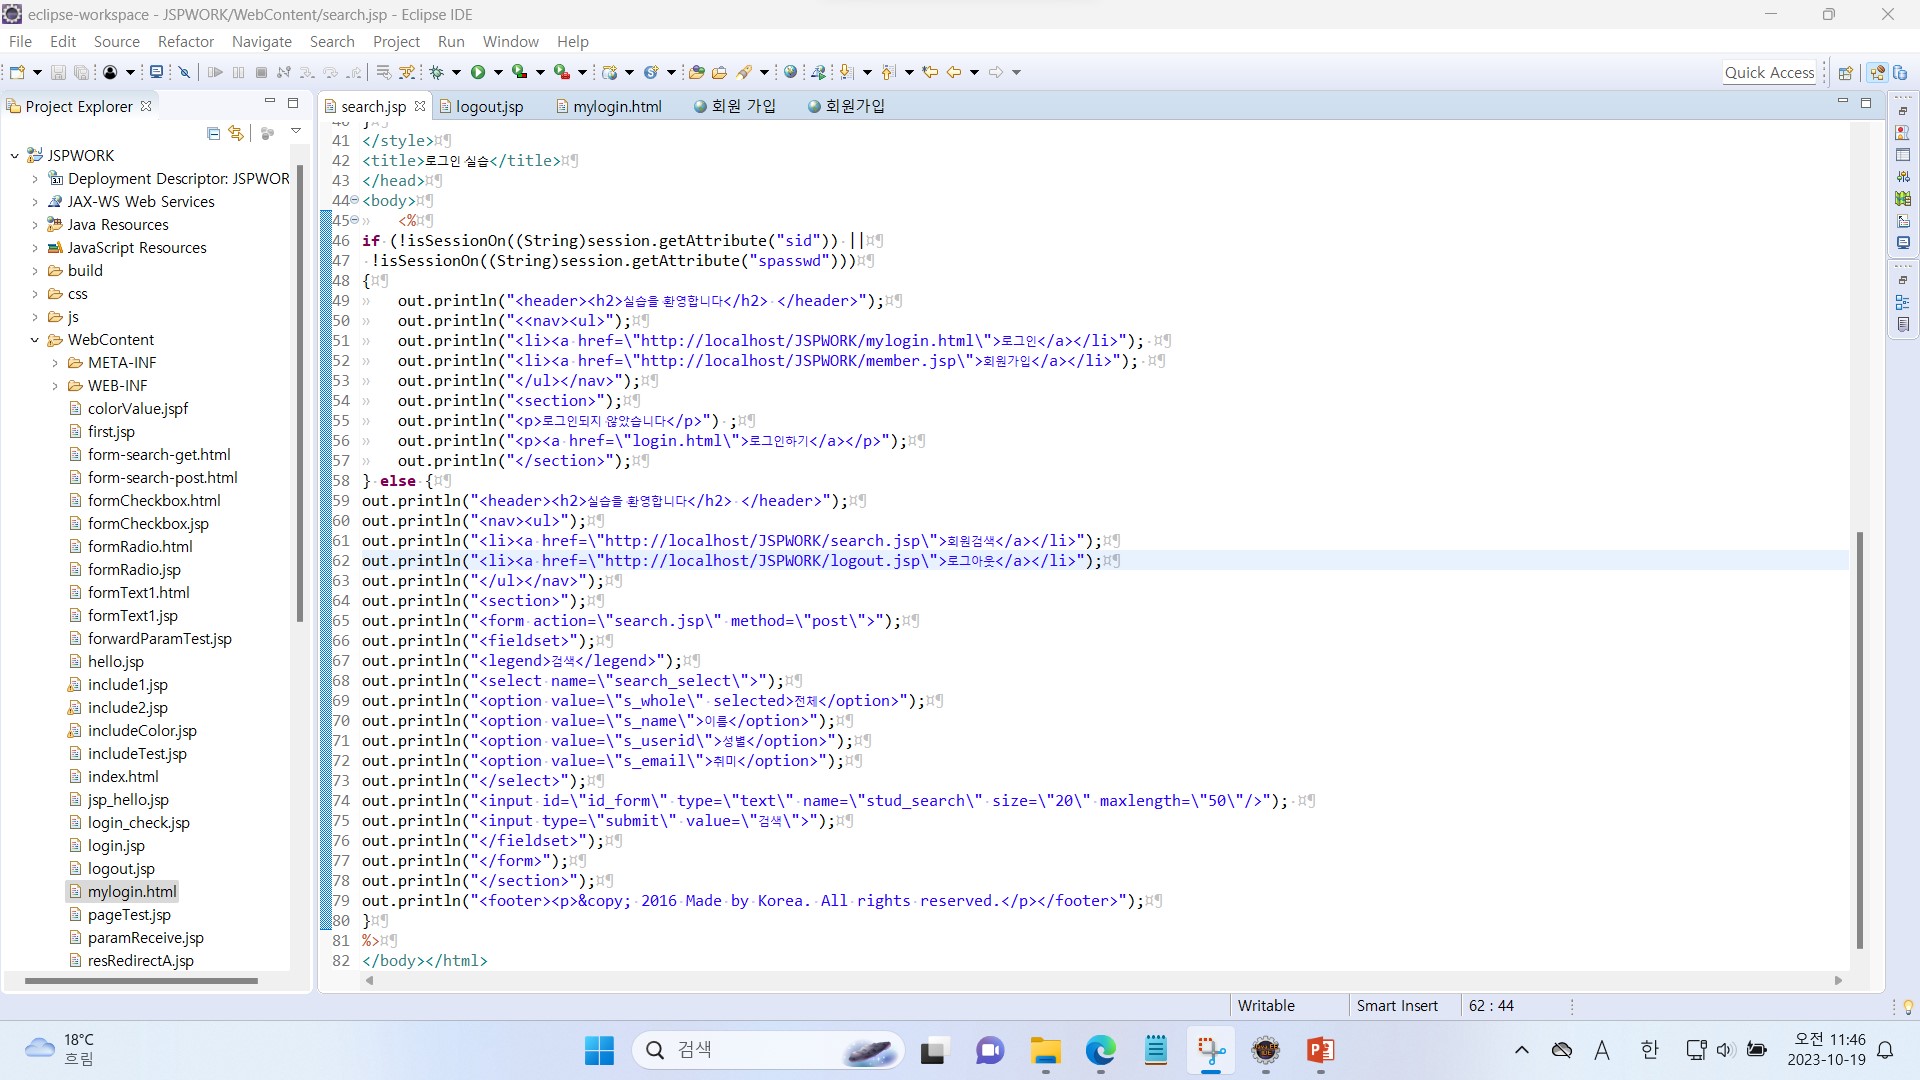 eclipse-workspace - JSPWORK/WebContent/search.jsp - Eclipse IDE
File Edit Source Refactor Navigate Search Project Run Window Help
Quick Access
Project Explorer
search.jsp logout.jsp mylogin.html 회원 가입 회원가입
JSPWORK
Deployment Descriptor: JSPWOR
JAX-WS Web Services
Java Resources
JavaScript Resources
build
css
js
WebContent
META-INF
WEB-INF
colorValue.jspf
first.jsp
form-search-get.html
form-search-post.html
formCheckbox.html
formCheckbox.jsp
formRadio.html
formRadio.jsp
formText1.html
formText1.jsp
forwardParamTest.jsp
hello.jsp
include1.jsp
include2.jsp
includeColor.jsp
includeTest.jsp
index.html
jsp_hello.jsp
login_check.jsp
login.jsp
logout.jsp
mylogin.html
pageTest.jsp
paramReceive.jsp
resRedirectA.jsp
40 }
41 </style>
42 <title>로그인 실습</title>
43 </head>
44 <body>
45 <%
46 if (!isSessionOn((String)session.getAttribute("sid")) ||
47 !isSessionOn((String)session.getAttribute("spasswd")))
48 {
49 out.println("<header><h2>실습을 환영합니다</h2> </header>");
50 out.println("<<nav><ul>");
51 out.println("<li><a href=\"http://localhost/JSPWORK/mylogin.html\">로그인</a></li>");
52 out.println("<li><a href=\"http://localhost/JSPWORK/member.jsp\">회원가입</a></li>");
53 out.println("</ul></nav>");
54 out.println("<section>");
55 out.println("<p>로그인되지 않았습니다</p>") ;
56 out.println("<p><a href=\"login.html\">로그인하기</a></p>");
57 out.println("</section>");
58 } else {
59 out.println("<header><h2>실습을 환영합니다</h2> </header>");
60 out.println("<nav><ul>");
61 out.println("<li><a href=\"http://localhost/JSPWORK/search.jsp\">회원검색</a></li>");
62 out.println("<li><a href=\"http://localhost/JSPWORK/logout.jsp\">로그아웃</a></li>");
63 out.println("</ul></nav>");
64 out.println("<section>");
65 out.println("<form action=\"search.jsp\" method=\"post\">");
66 out.println("<fieldset>");
67 out.println("<legend>검색</legend>");
68 out.println("<select name=\"search_select\">");
69 out.println("<option value=\"s_whole\" selected>전체</option>");
70 out.println("<option value=\"s_name\">이름</option>");
71 out.println("<option value=\"s_userid\">성별</option>");
72 out.println("<option value=\"s_email\">취미</option>");
73 out.println("</select>");
74 out.println("<input id=\"id_form\" type=\"text\" name=\"stud_search\" size=\"20\" maxlength=\"50\"/>");
75 out.println("<input type=\"submit\" value=\"검색\">");
76 out.println("</fieldset>");
77 out.println("</form>");
78 out.println("</section>");
79 out.println("<footer><p>&copy; 2016 Made by Korea. All rights reserved.</p></footer>");
80 }
81 %>
82 </body></html>
Writable Smart Insert 62 : 44
18°C
흐림
검색
A 한
오전 11:46
2023-10-19